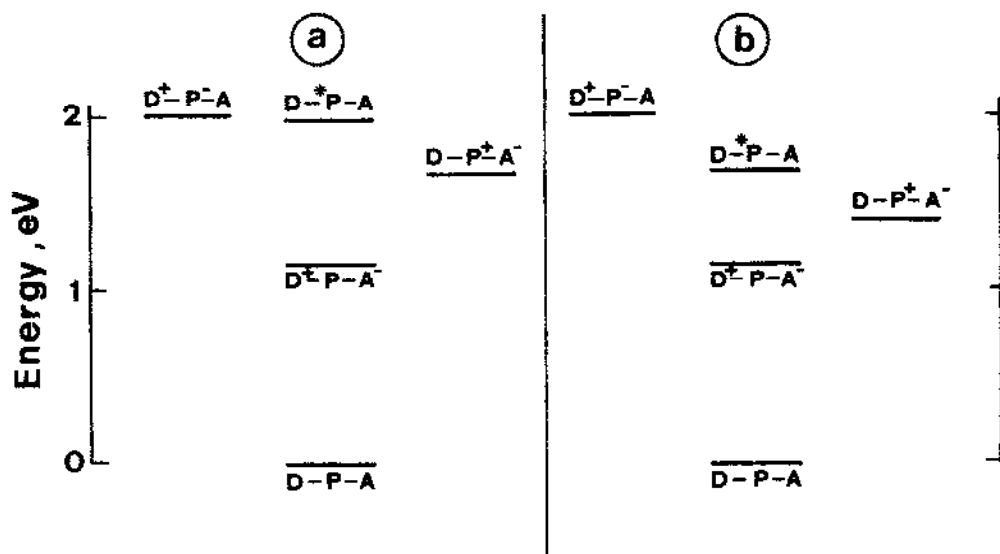 a
b
D⁺–P⁻–A
D–*P–A
D–P⁺–A⁻
D⁺–P–A⁻
D–P–A
D⁺–P⁻–A
D–*P–A
D–P⁺–A⁻
D⁺–P–A⁻
D–P–A
2
1
0
Energy, eV